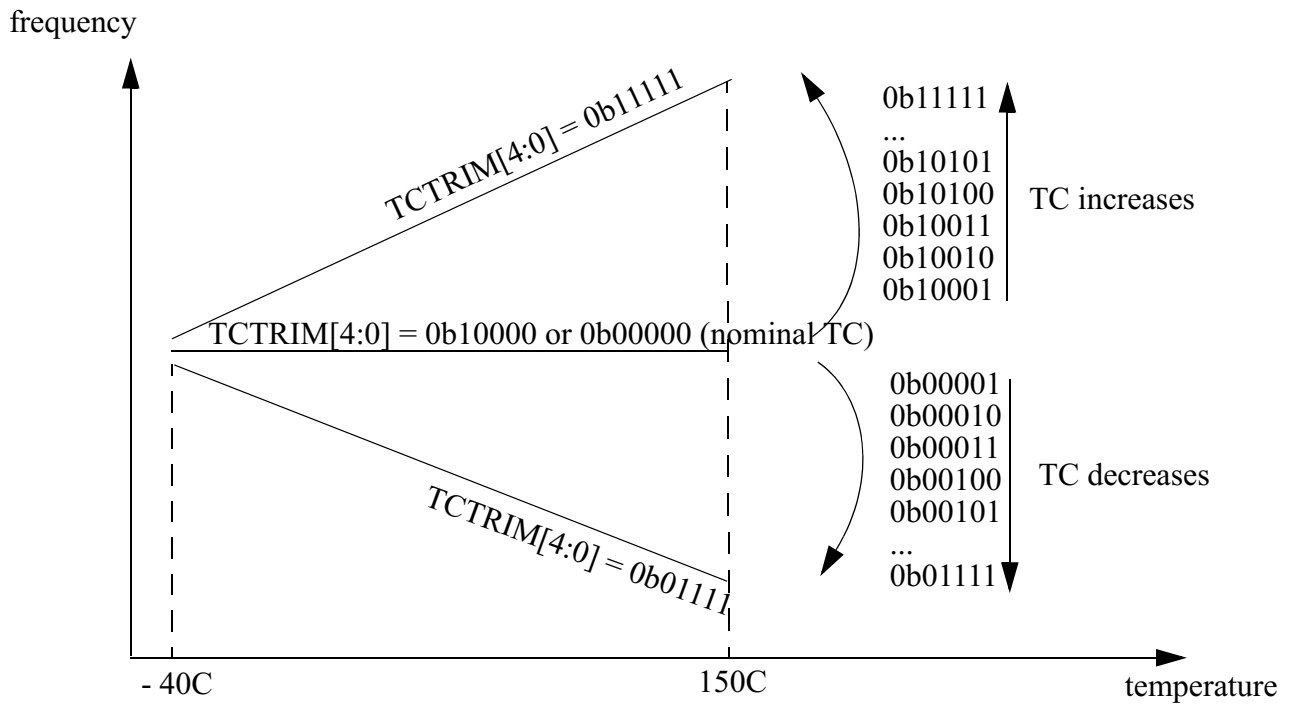 frequency
TCTRIM[4:0] = 0b11111
0b11111
...
0b10101
0b10100
0b10011
0b10010
0b10001
TC increases
TCTRIM[4:0] = 0b10000 or 0b00000 (nominal TC)
0b00001
0b00010
0b00011
0b00100
0b00101
...
0b01111
TC decreases
TCTRIM[4:0] = 0b01111
- 40C
150C
temperature